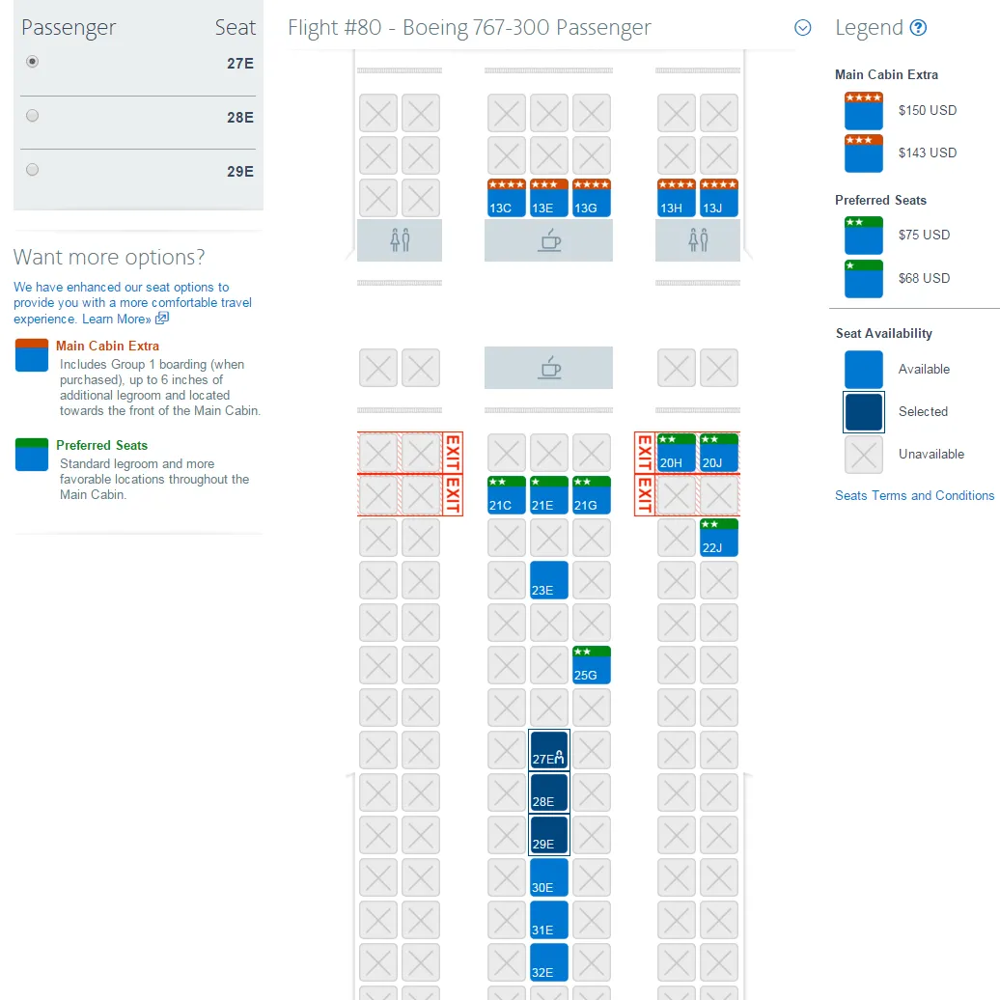 Passenger Seat
27E
28E
29E
Want more options?
We have enhanced our seat options to
provide you with a more comfortable travel
experience. Learn More»
Main Cabin Extra
Includes Group 1 boarding (when
purchased), up to 6 inches of
additional legroom and located
towards the front of the Main Cabin.
Preferred Seats
Standard legroom and more
favorable locations throughout the
Main Cabin.
Flight #80 - Boeing 767-300 Passenger
13C 13E 13G 13H 13J
EXIT EXIT 20H 20J
EXIT 21C 21E 21G EXIT
22J
23E
25G
27E
28E
29E
30E
31E
32E
Legend ?
Main Cabin Extra
$150 USD
$143 USD
Preferred Seats
$75 USD
$68 USD
Seat Availability
Available
Selected
Unavailable
Seats Terms and Conditions